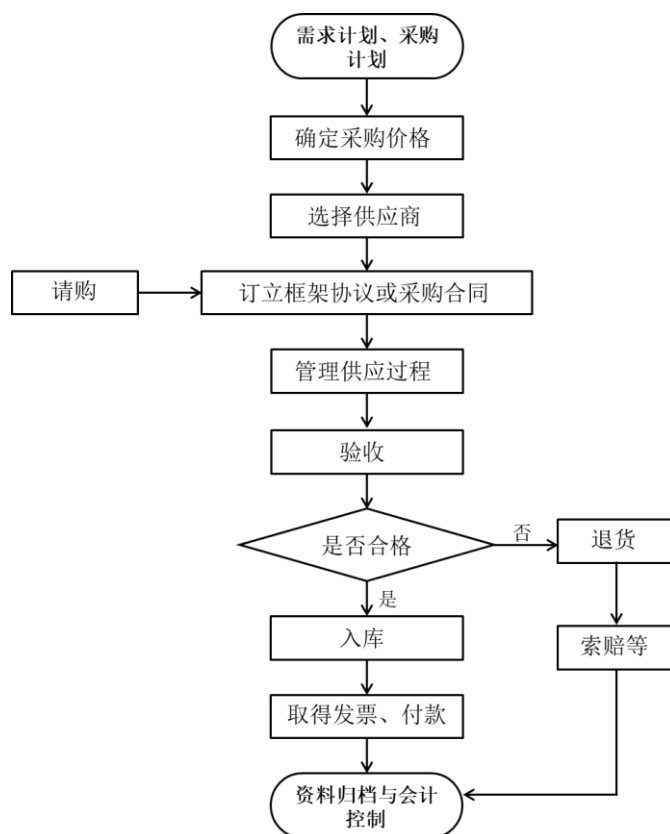 需求计划、采购
计划
确定采购价格
选择供应商
请购
订立框架协议或采购合同
管理供应过程
验收
是否合格
否
退货
是
入库
索赔等
取得发票、付款
资料归档与会计
控制